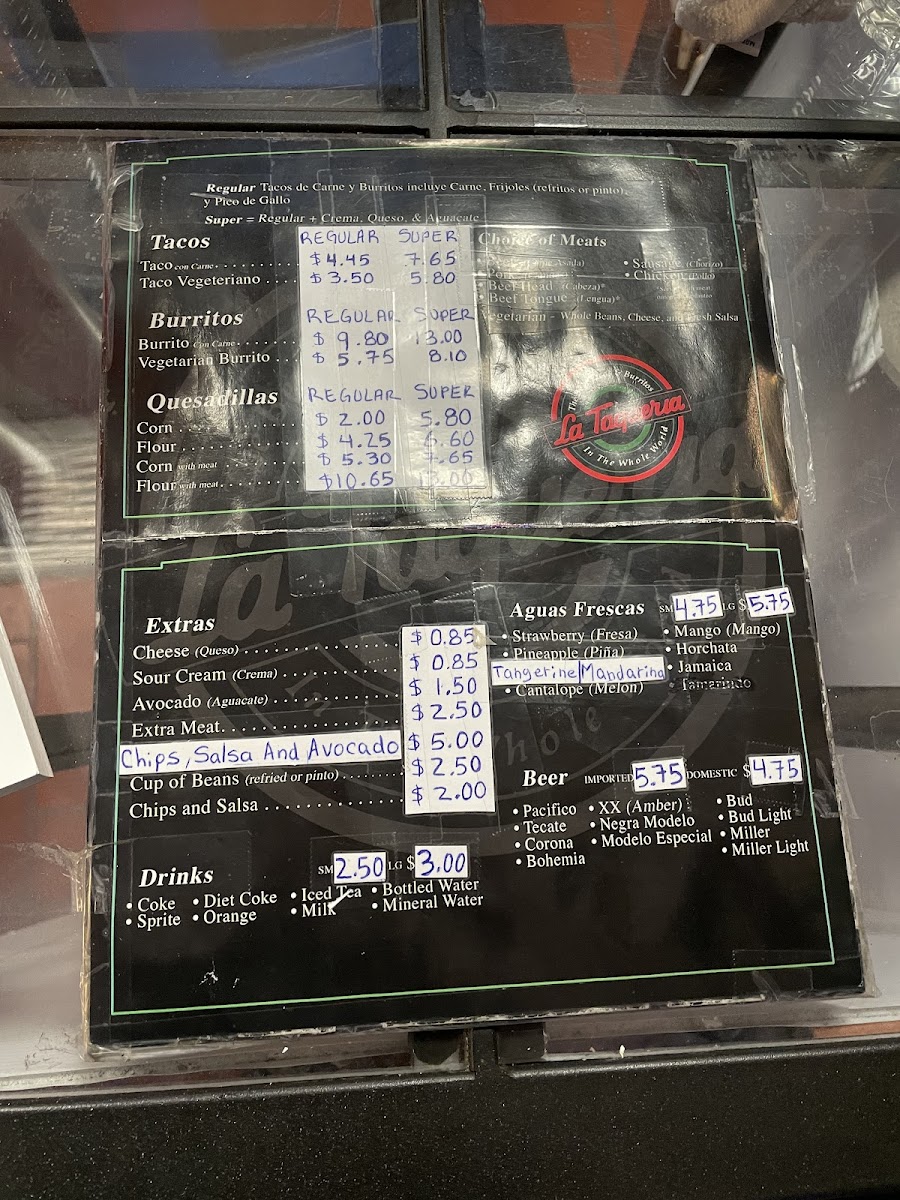 Regular Tacos de Carne y Burritos incluye Carne, Frijoles (refritos or pinto),
y Pico de Gallo
Super = Regular + Crema, Queso, & Aguacate
Tacos REGULAR SUPER
Taco con Carne $4.45 7.65
Taco Vegeteriano $3.50 5.80
Burritos REGULAR SUPER
Burrito con Carne $9.80 13.00
Vegetarian Burrito $5.75 8.10
Quesadillas REGULAR SUPER
Corn $2.00 5.80
Flour $4.25 6.60
Corn with meat $5.30 7.65
Flour with meat $10.65 13.00
Choice of Meats
• Sausage (Chorizo)
Pork • Chicken (Pollo)
• Beef Head (Cabeza)*
• Beef Tongue (Lengua)*
Vegetarian - Whole Beans, Cheese, and Fresh Salsa
Burritos
La Taqueria
In The Whole World
Extras
Cheese (Queso) $0.85
Sour Cream (Crema) $0.85
Avocado (Aguacate) $1.50
Extra Meat $2.50
Chips, Salsa And Avocado $5.00
Cup of Beans (refried or pinto) $2.50
Chips and Salsa $2.00
Drinks SM 2.50 LG $3.00
• Coke • Diet Coke • Iced Tea • Bottled Water
• Sprite • Orange • Milk • Mineral Water
Aguas Frescas SM 4.75 LG $5.75
• Strawberry (Fresa) • Mango (Mango)
• Pineapple (Piña) • Horchata
Tangerine/Mandarina • Jamaica
• Cantalope (Melon) • Tamarindo
Beer IMPORTED 5.75 DOMESTIC $4.75
• Pacifico • XX (Amber) • Bud
• Tecate • Negra Modelo • Bud Light
• Corona • Modelo Especial • Miller
• Bohemia • Miller Light